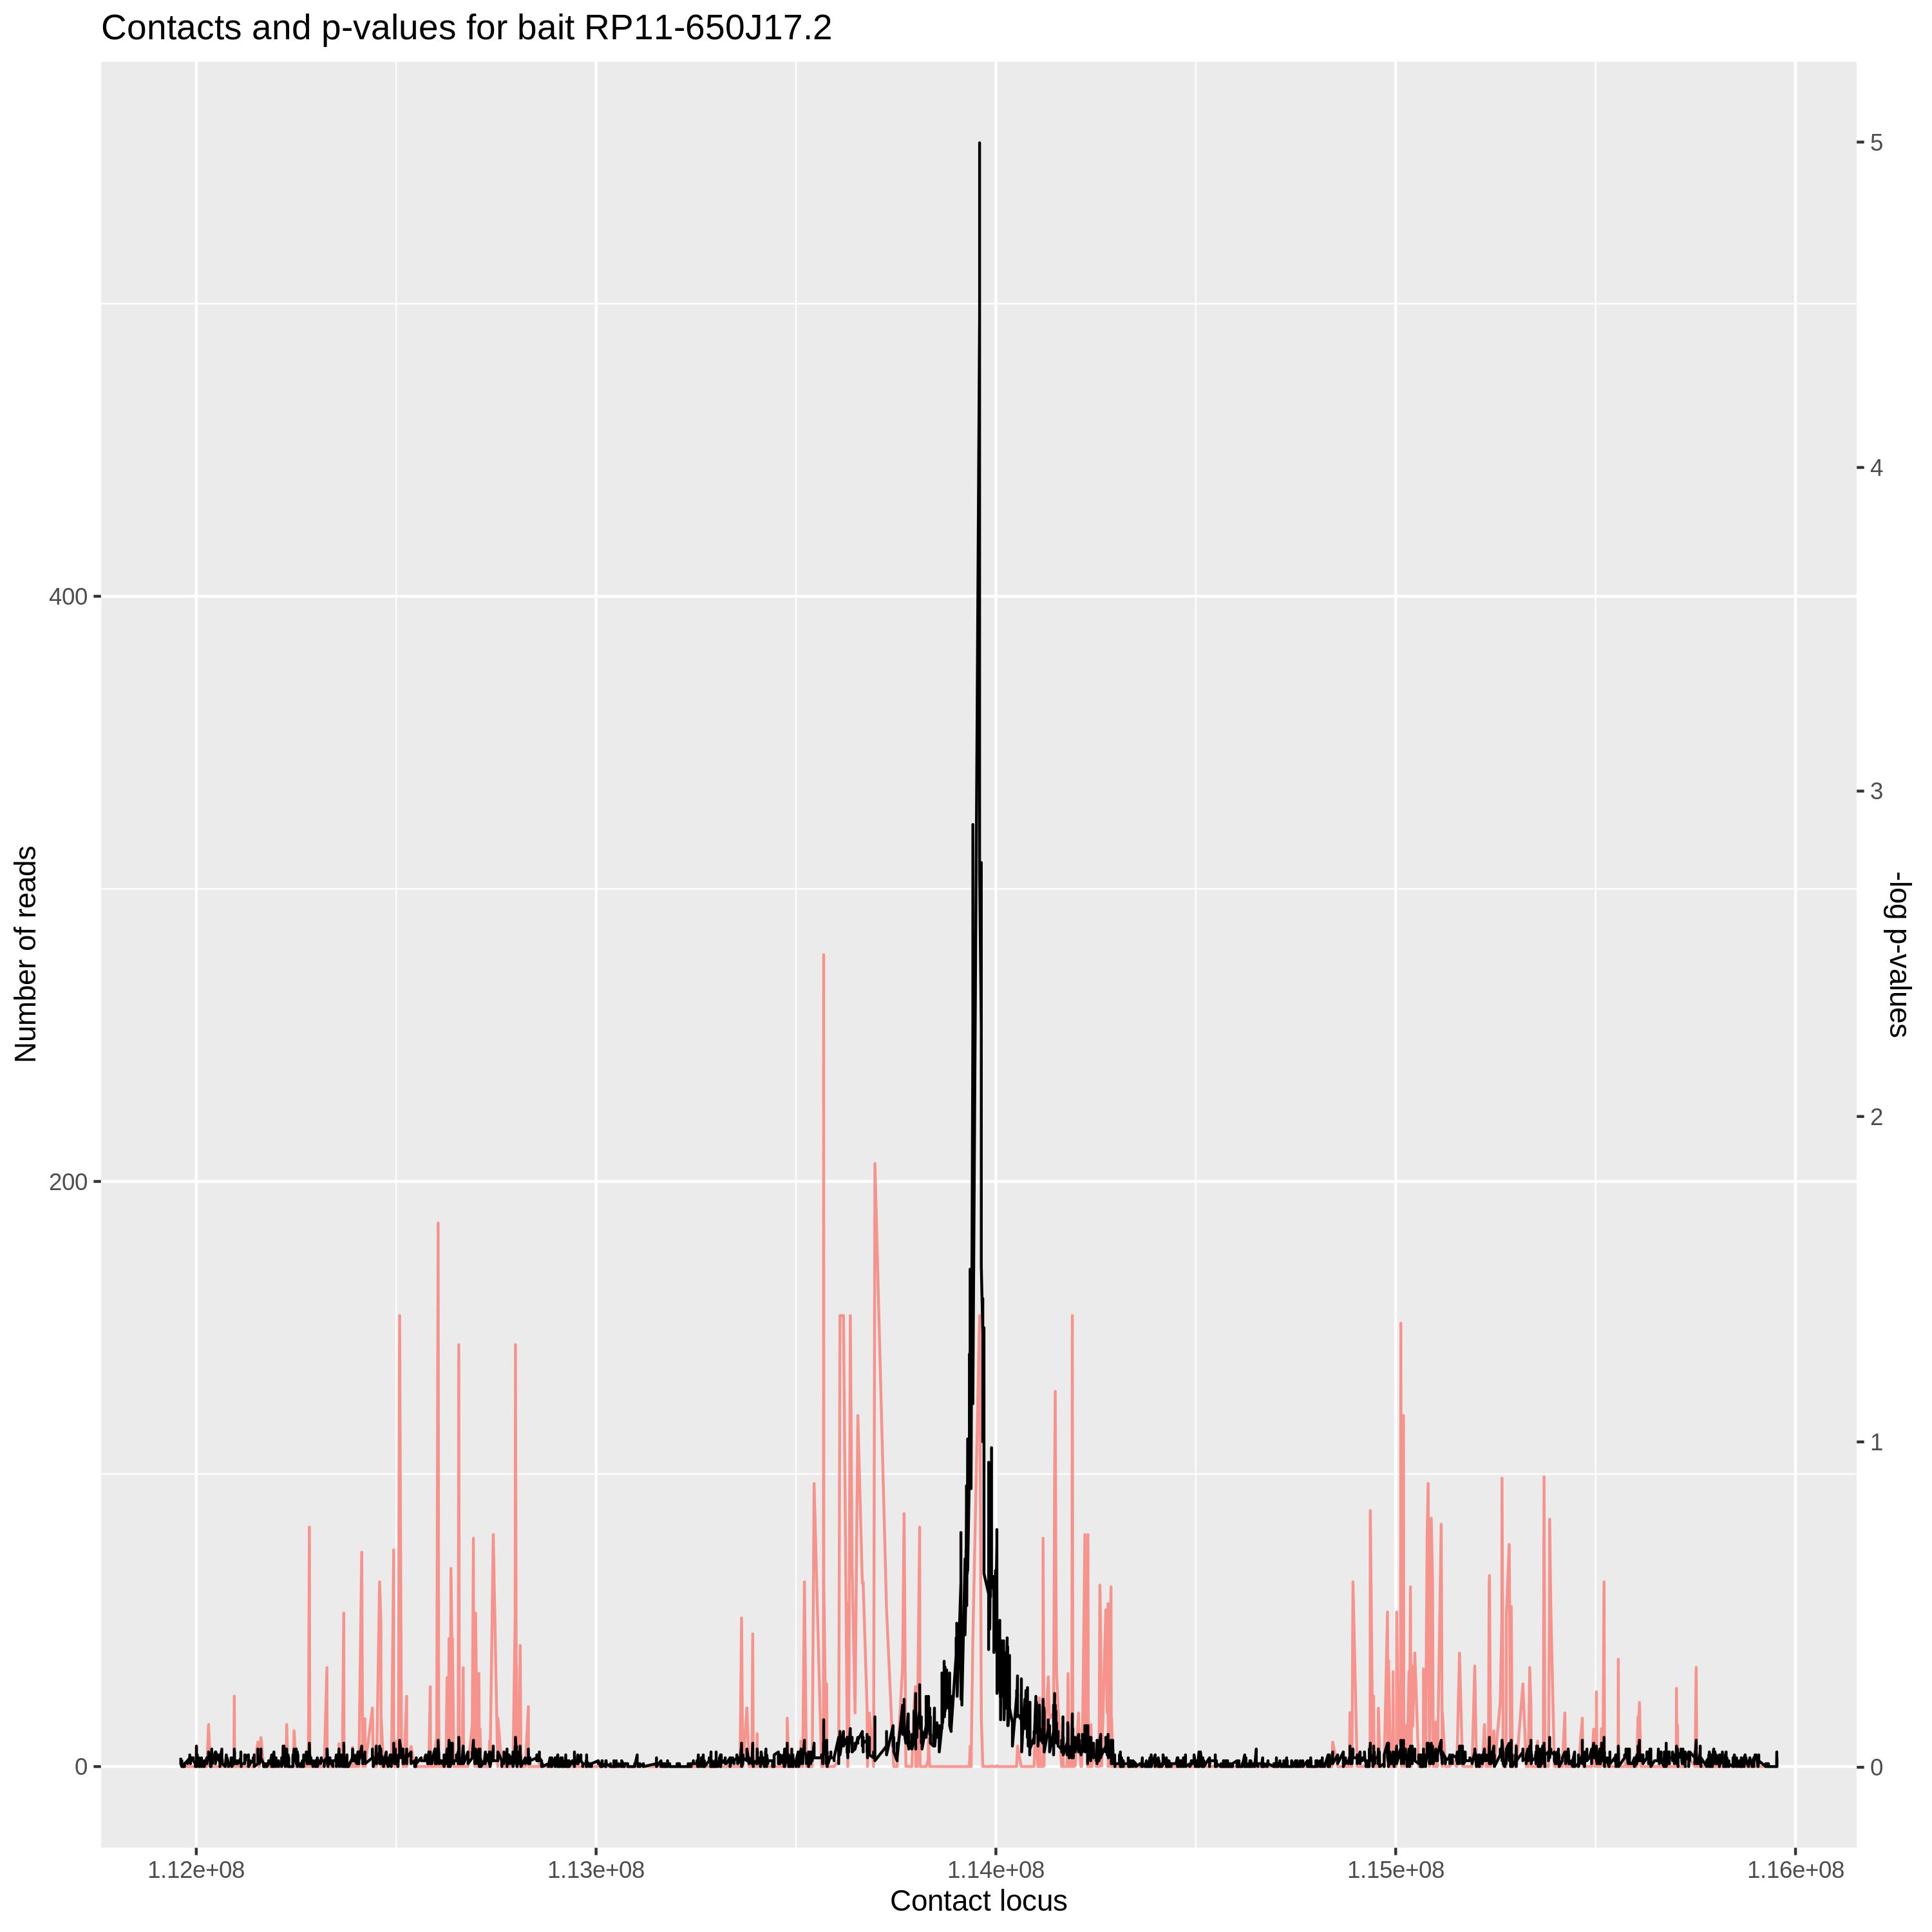 Contacts and p-values for bait RP11-650J17.2
Number of reads
400
200
0
5
4
3
2
1
0
-log p-values
1.12e+08 1.13e+08 1.14e+08 1.15e+08 1.16e+08
Contact locus